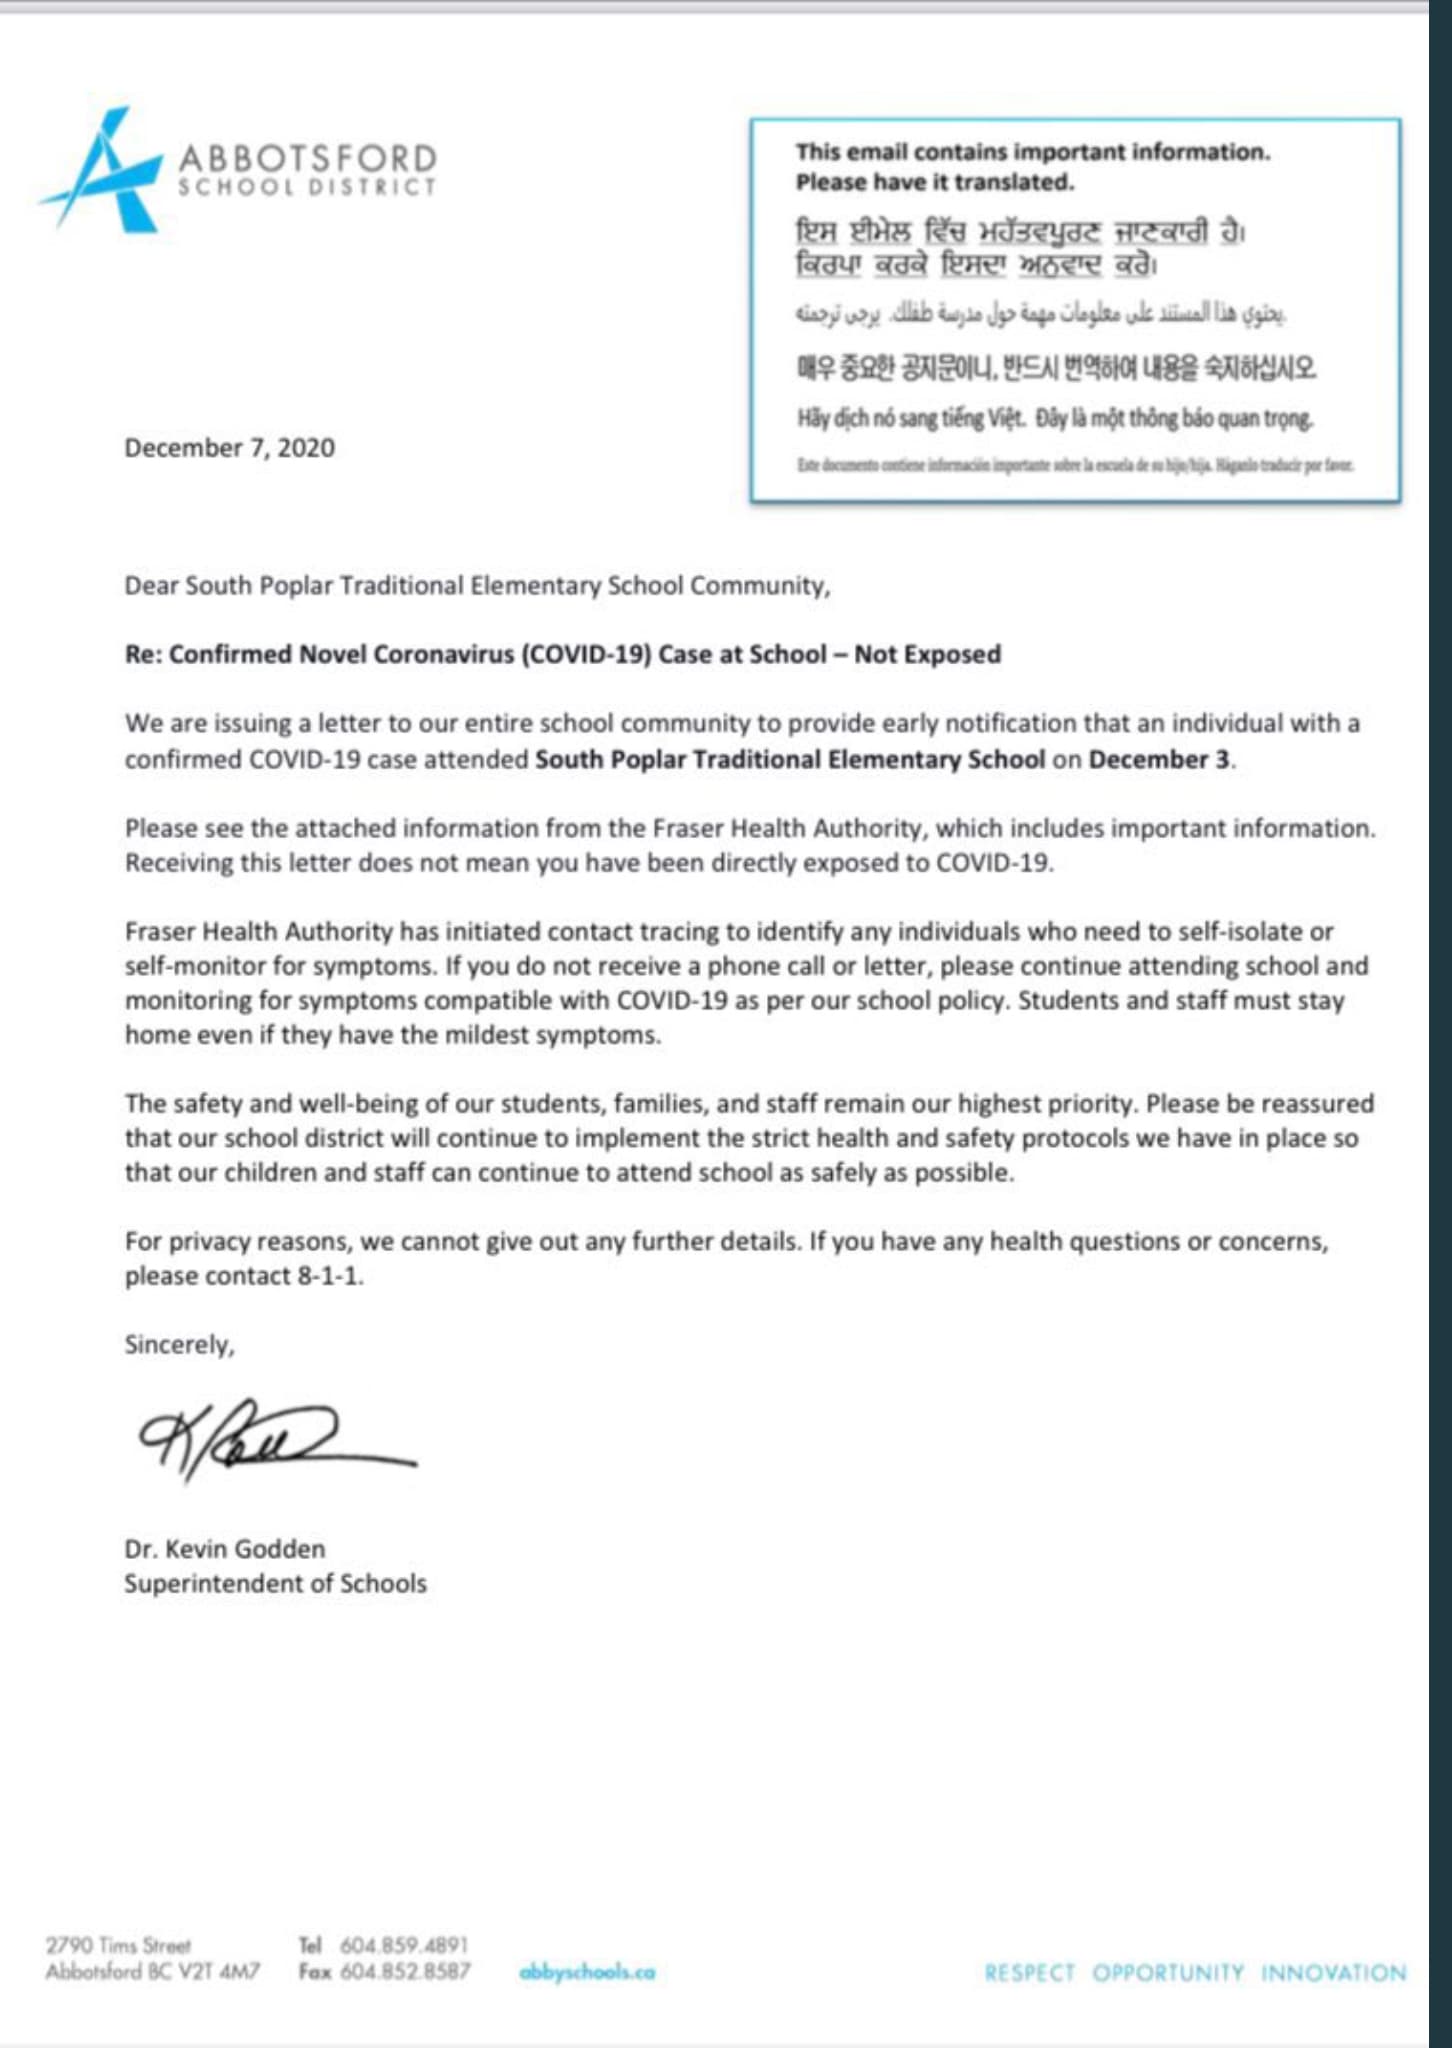 ABBOTSFORD
SCHOOL DISTRICT
This email contains important information.
Please have it translated.
ਇਸ ਈਮੇਲ ਵਿੱਚ ਮਹੱਤਵਪੂਰਣ ਜਾਣਕਾਰੀ ਹੈ।
ਕਿਰਪਾ ਕਰਕੇ ਇਸਦਾ ਅਨੁਵਾਦ ਕਰੋ।
يحتوي هذا المستند على معلومات مهمة حول مدرسة طفلك. يرجى ترجمته
매우 중요한 공지문이니, 반드시 번역하여 내용을 숙지하십시오.
Hãy dịch nó sang tiếng Việt. Đây là một thông báo quan trọng.
Este documento contiene información importante sobre la escuela de su hijo/hija. Hágaelo traducir por favor.
December 7, 2020
Dear South Poplar Traditional Elementary School Community,
Re: Confirmed Novel Coronavirus (COVID-19) Case at School – Not Exposed
We are issuing a letter to our entire school community to provide early notification that an individual with a
confirmed COVID-19 case attended South Poplar Traditional Elementary School on December 3.
Please see the attached information from the Fraser Health Authority, which includes important information.
Receiving this letter does not mean you have been directly exposed to COVID-19.
Fraser Health Authority has initiated contact tracing to identify any individuals who need to self-isolate or
self-monitor for symptoms. If you do not receive a phone call or letter, please continue attending school and
monitoring for symptoms compatible with COVID-19 as per our school policy. Students and staff must stay
home even if they have the mildest symptoms.
The safety and well-being of our students, families, and staff remain our highest priority. Please be reassured
that our school district will continue to implement the strict health and safety protocols we have in place so
that our children and staff can continue to attend school as safely as possible.
For privacy reasons, we cannot give out any further details. If you have any health questions or concerns,
please contact 8-1-1.
Sincerely,
Dr. Kevin Godden
Superintendent of Schools
2790 Tims Street Tel 604.859.4891
Abbotsford BC V2T 4M7 Fax 604.852.8587 abbyschools.ca RESPECT OPPORTUNITY INNOVATION